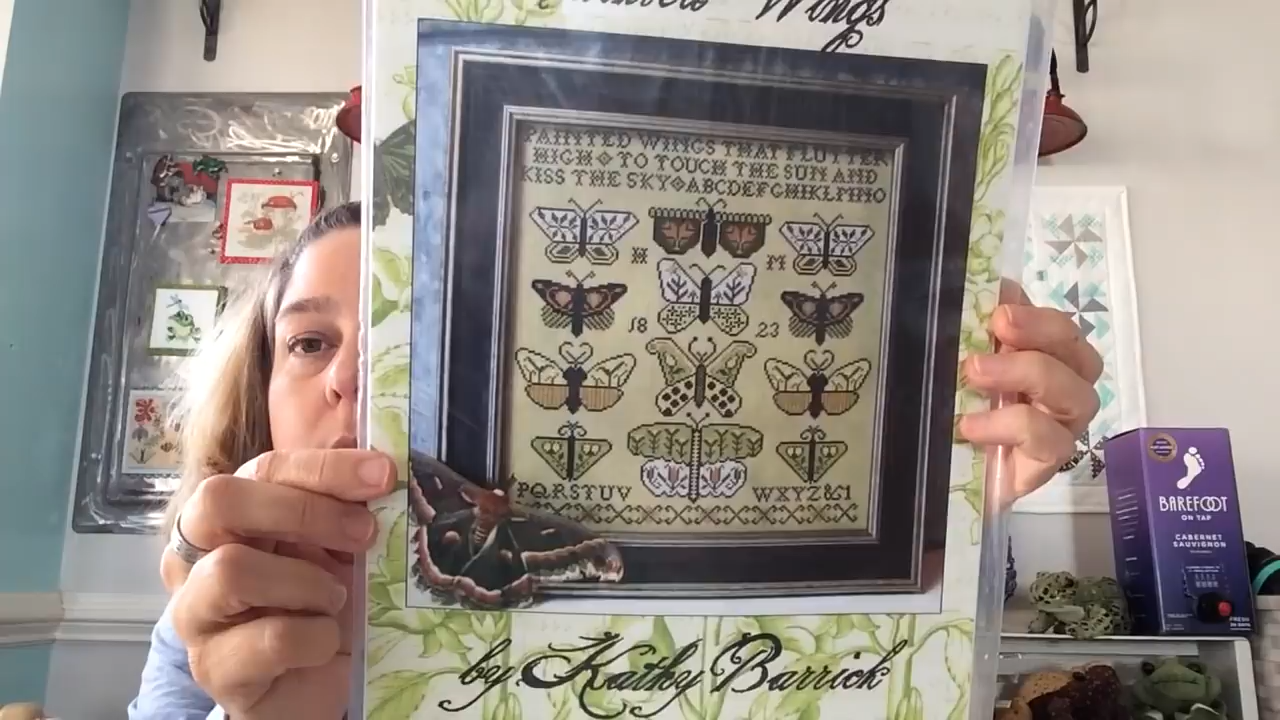 Wings
PAINTED WINGS THAT FLUTTER
HIGH TO TOUCH THE SUN AND
KISS THE SKY ABCDEFGHIKLMNO
H M
18 23
PQRSTUV WXYZ&1
by Kathy Barrick
BAREFOOT
ON TAP
CABERNET
SAUVIGNON
FRESH